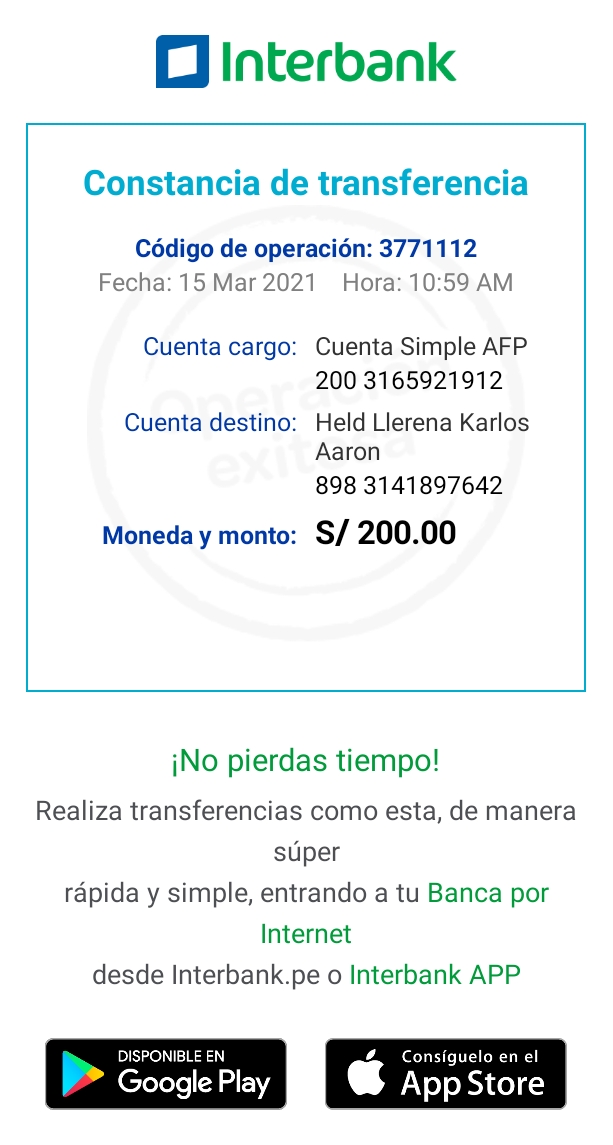 Interbank
Constancia de transferencia
Código de operación: 3771112
Fecha: 15 Mar 2021 Hora: 10:59 AM
Cuenta cargo: Cuenta Simple AFP
200 3165921912
Cuenta destino: Held Llerena Karlos
Aaron
898 3141897642
Moneda y monto: S/ 200.00
Operación
exitosa
¡No pierdas tiempo!
Realiza transferencias como esta, de manera
súper
rápida y simple, entrando a tu Banca por
Internet
desde Interbank.pe o Interbank APP
DISPONIBLE EN
Google Play
Consíguelo en el
App Store